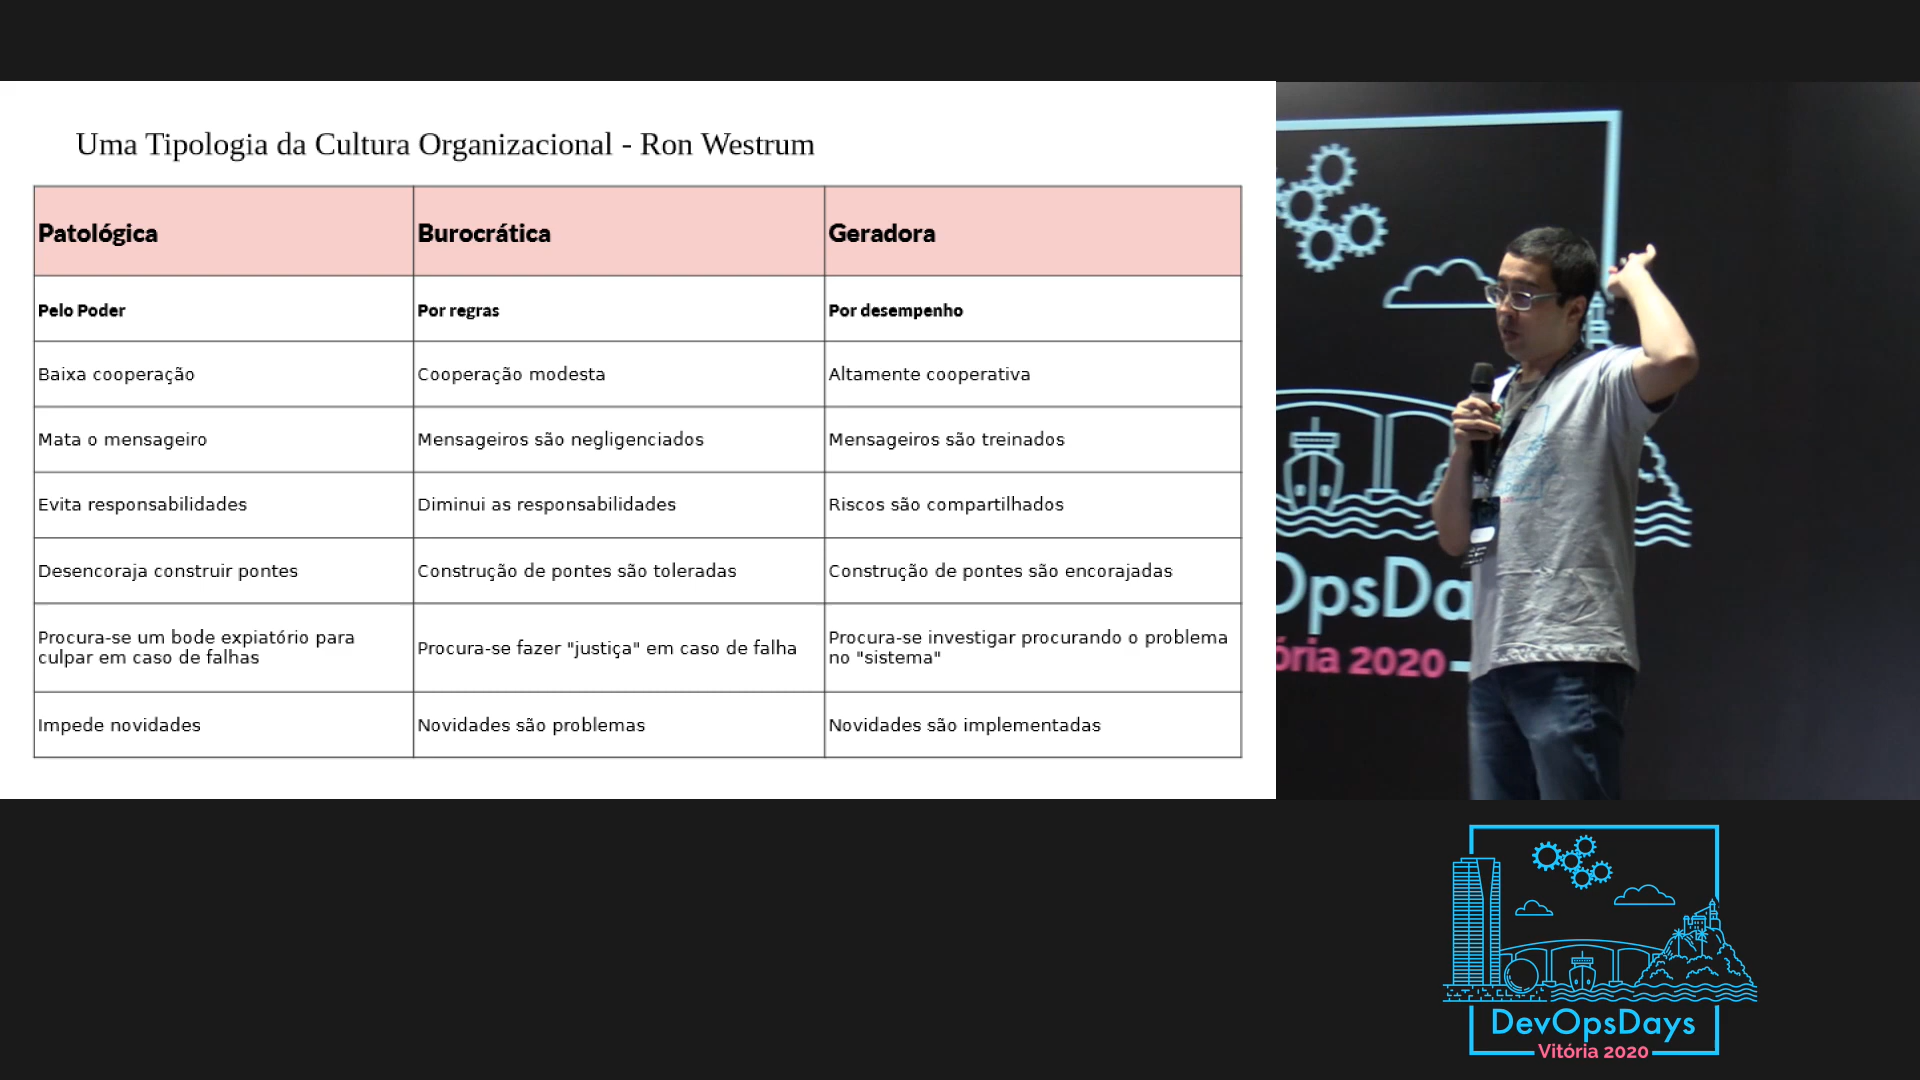 Uma Tipologia da Cultura Organizacional - Ron Westrum
Patológica
Burocrática
Geradora
Pelo Poder
Por regras
Por desempenho
Baixa cooperação
Cooperação modesta
Altamente cooperativa
Mata o mensageiro
Mensageiros são negligenciados
Mensageiros são treinados
Evita responsabilidades
Diminui as responsabilidades
Riscos são compartilhados
Desencoraja construir pontes
Construção de pontes são toleradas
Construção de pontes são encorajadas
Procura-se um bode expiatório para
culpar em caso de falhas
Procura-se fazer "justiça" em caso de falha
Procura-se investigar procurando o problema
no "sistema"
Impede novidades
Novidades são problemas
Novidades são implementadas
OpsDa
ória 2020
DevOpsDays
Vitória 2020